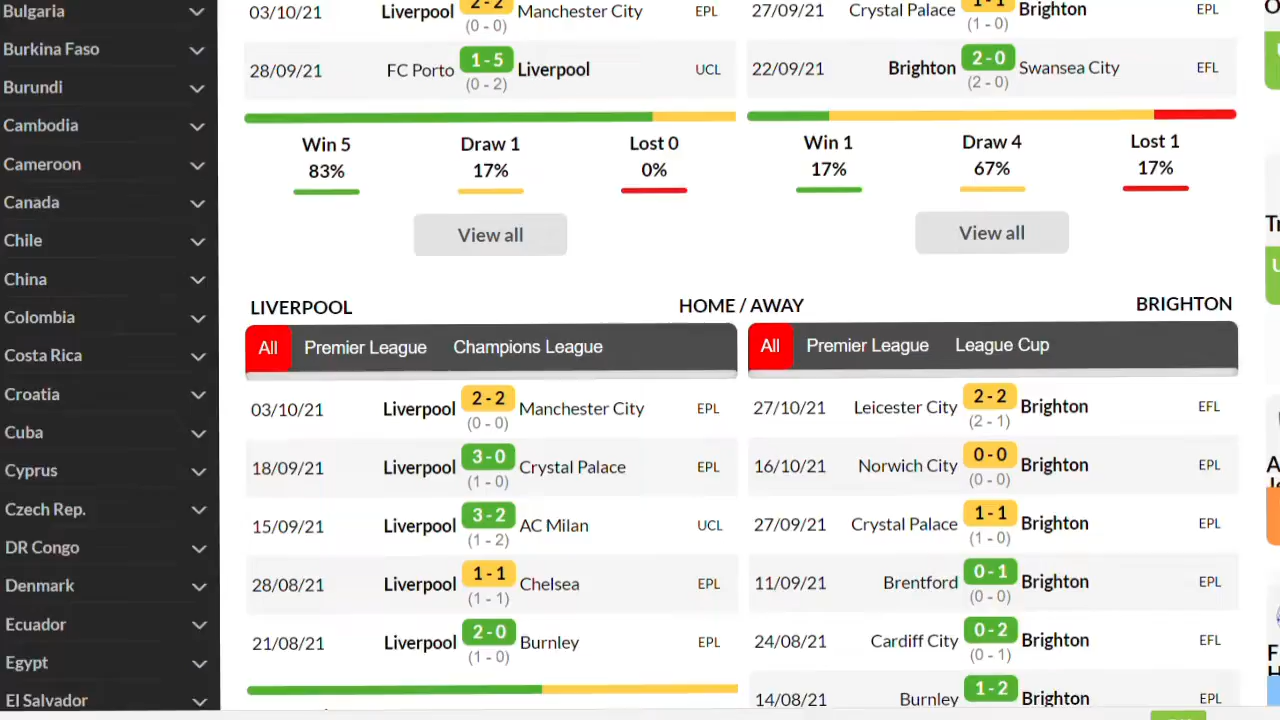 Bulgaria
Burkina Faso
Burundi
Cambodia
Cameroon
Canada
Chile
China
Colombia
Costa Rica
Croatia
Cuba
Cyprus
Czech Rep.
DR Congo
Denmark
Ecuador
Egypt
El Salvador
03/10/21 Liverpool 2 - 2 Manchester City EPL
(0 - 0)
28/09/21 FC Porto 1 - 5 Liverpool UCL
(0 - 2)
Win 5 Draw 1 Lost 0
83% 17% 0%
View all
27/09/21 Crystal Palace 1 - 1 Brighton EPL
(1 - 0)
22/09/21 Brighton 2 - 0 Swansea City EFL
(2 - 0)
Win 1 Draw 4 Lost 1
17% 67% 17%
View all
LIVERPOOL HOME / AWAY BRIGHTON
All Premier League Champions League
03/10/21 Liverpool 2 - 2 Manchester City EPL
(0 - 0)
18/09/21 Liverpool 3 - 0 Crystal Palace EPL
(1 - 0)
15/09/21 Liverpool 3 - 2 AC Milan UCL
(1 - 2)
28/08/21 Liverpool 1 - 1 Chelsea EPL
(1 - 1)
21/08/21 Liverpool 2 - 0 Burnley EPL
(1 - 0)
All Premier League League Cup
27/10/21 Leicester City 2 - 2 Brighton EFL
(2 - 1)
16/10/21 Norwich City 0 - 0 Brighton EPL
(0 - 0)
27/09/21 Crystal Palace 1 - 1 Brighton EPL
(1 - 0)
11/09/21 Brentford 0 - 1 Brighton EPL
(0 - 0)
24/08/21 Cardiff City 0 - 2 Brighton EFL
(0 - 1)
14/08/21 Burnley 1 - 2 Brighton EPL